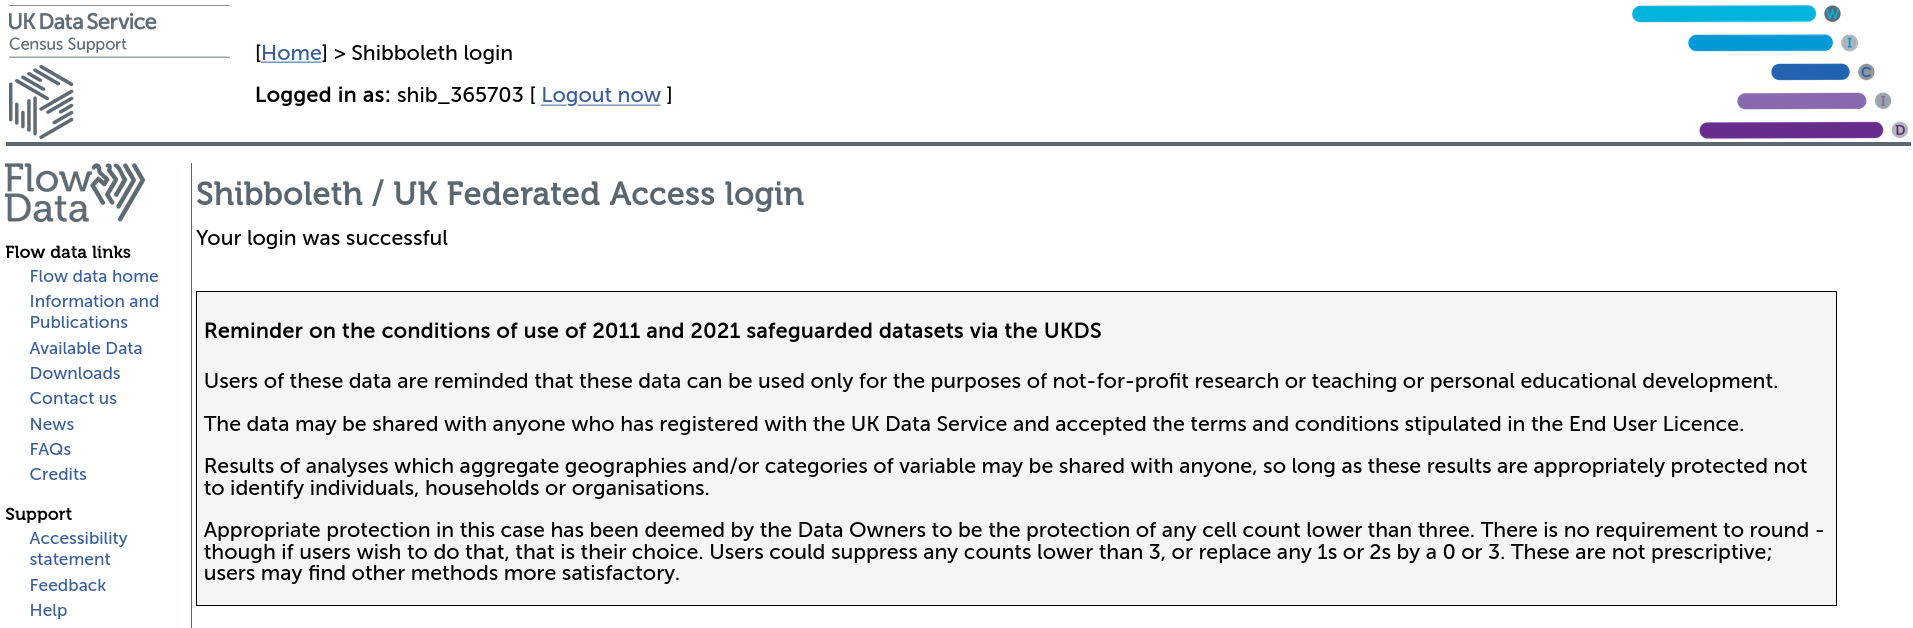 UK Data Service
Census Support
[Home] > Shibboleth login
Logged in as: shib_365703 [ Logout now ]
W
I
C
I
D
Flow
Data
Flow data links
Flow data home
Information and
Publications
Available Data
Downloads
Contact us
News
FAQs
Credits
Support
Accessibility
statement
Feedback
Help
Shibboleth / UK Federated Access login
Your login was successful
Reminder on the conditions of use of 2011 and 2021 safeguarded datasets via the UKDS
Users of these data are reminded that these data can be used only for the purposes of not-for-profit research or teaching or personal educational development.
The data may be shared with anyone who has registered with the UK Data Service and accepted the terms and conditions stipulated in the End User Licence.
Results of analyses which aggregate geographies and/or categories of variable may be shared with anyone, so long as these results are appropriately protected not
to identify individuals, households or organisations.
Appropriate protection in this case has been deemed by the Data Owners to be the protection of any cell count lower than three. There is no requirement to round -
though if users wish to do that, that is their choice. Users could suppress any counts lower than 3, or replace any 1s or 2s by a 0 or 3. These are not prescriptive;
users may find other methods more satisfactory.